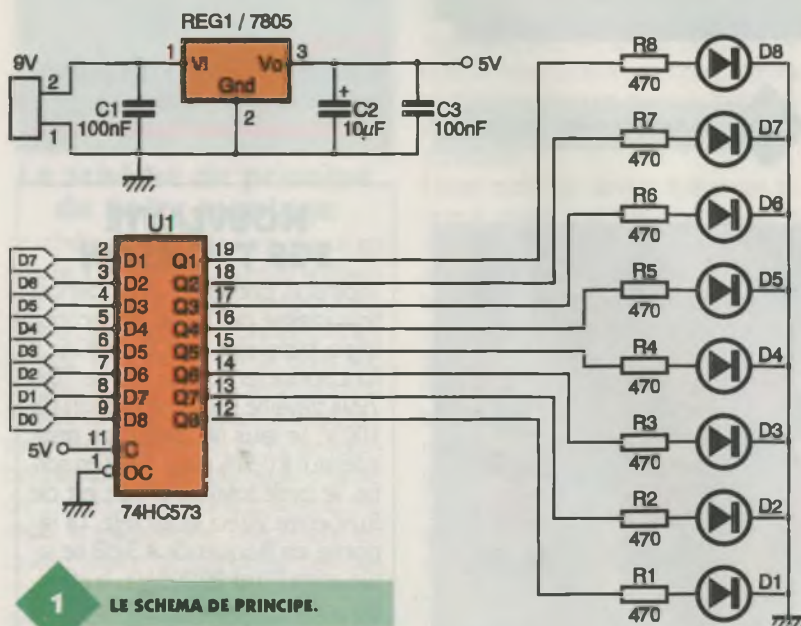 REG1 / 7805
9V
2
1
1
VI
Vo
3
Gnd
2
5V
C1
100nF
+
C2
10µF
C3
100nF
U1
D7
2
D1
Q1
19
D6
3
D2
Q2
18
D5
4
D3
Q3
17
D4
5
D4
Q4
16
D3
6
D5
Q5
15
D2
7
D6
Q6
14
D1
8
D7
Q7
13
D0
9
D8
Q8
12
5V
11
C
1
OC
74HC573
R8
470
D8
R7
470
D7
R6
470
D6
R5
470
D5
R4
470
D4
R3
470
D3
R2
470
D2
R1
470
D1
1
LE SCHEMA DE PRINCIPE.